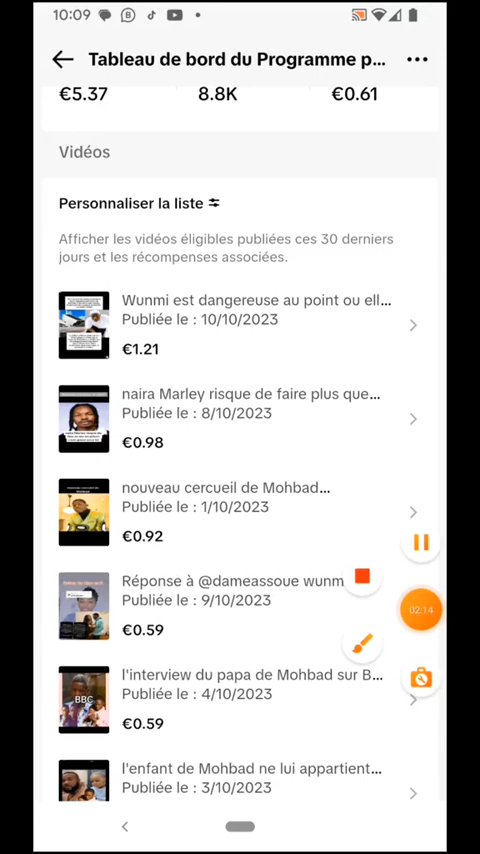 10:09
Tableau de bord du Programme p...
€5.37
8.8K
€0.61
Vidéos
Personnaliser la liste
Afficher les vidéos éligibles publiées ces 30 derniers
jours et les récompenses associées.
Wunmi est dangereuse au point ou ell...
Publiée le : 10/10/2023
€1.21
naira Marley risque de faire plus que...
Publiée le : 8/10/2023
€0.98
nouveau cercueil de Mohbad...
Publiée le : 1/10/2023
€0.92
Réponse à @dameassoue wunm
Publiée le : 9/10/2023
€0.59
02:14
l'interview du papa de Mohbad sur B...
Publiée le : 4/10/2023
€0.59
BBC
l'enfant de Mohbad ne lui appartient...
Publiée le : 3/10/2023